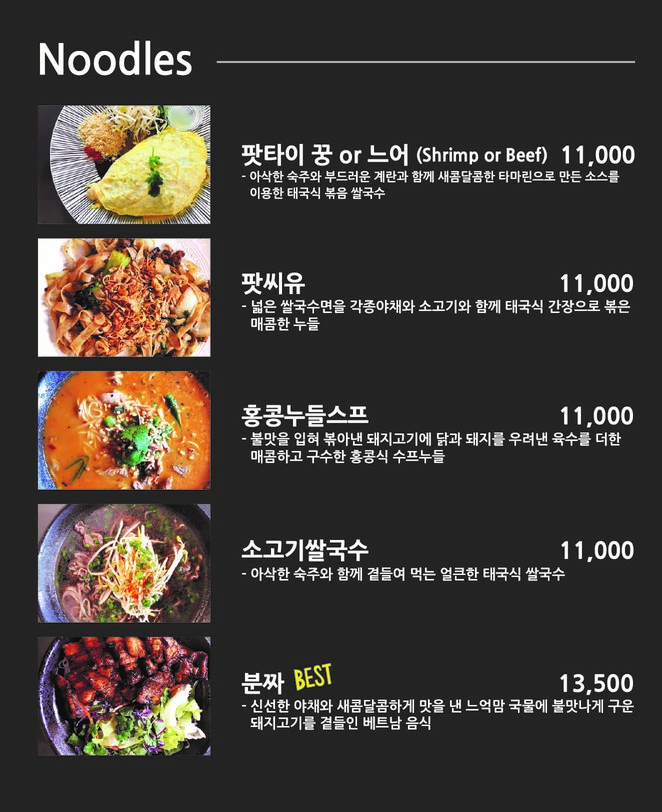 Noodles
팟타이 꿍 or 느어 (Shrimp or Beef) 11,000
- 아삭한 숙주와 부드러운 계란과 함께 새콤달콤한 타마린으로 만든 소스를
이용한 태국식 볶음 쌀국수
팟씨유 11,000
- 넓은 쌀국수면을 각종야채와 소고기와 함께 태국식 간장으로 볶은
매콤한 누들
홍콩누들스프 11,000
- 불맛을 입혀 볶아낸 돼지고기에 닭과 돼지를 우려낸 육수를 더한
매콤하고 구수한 홍콩식 수프누들
소고기쌀국수 11,000
- 아삭한 숙주와 함께 곁들여 먹는 얼큰한 태국식 쌀국수
분짜 BEST 13,500
- 신선한 야채와 새콤달콤하게 맛을 낸 느억맘 국물에 불맛나게 구운
돼지고기를 곁들인 베트남 음식